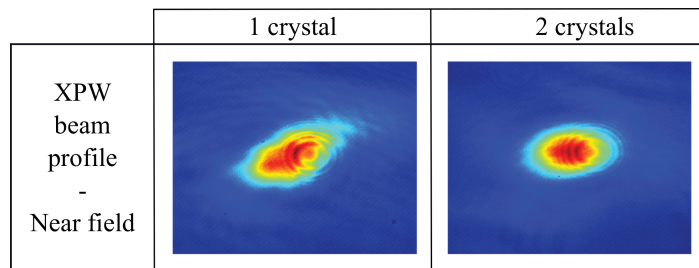 1 crystal
2 crystals
XPW
beam
profile
-
Near field